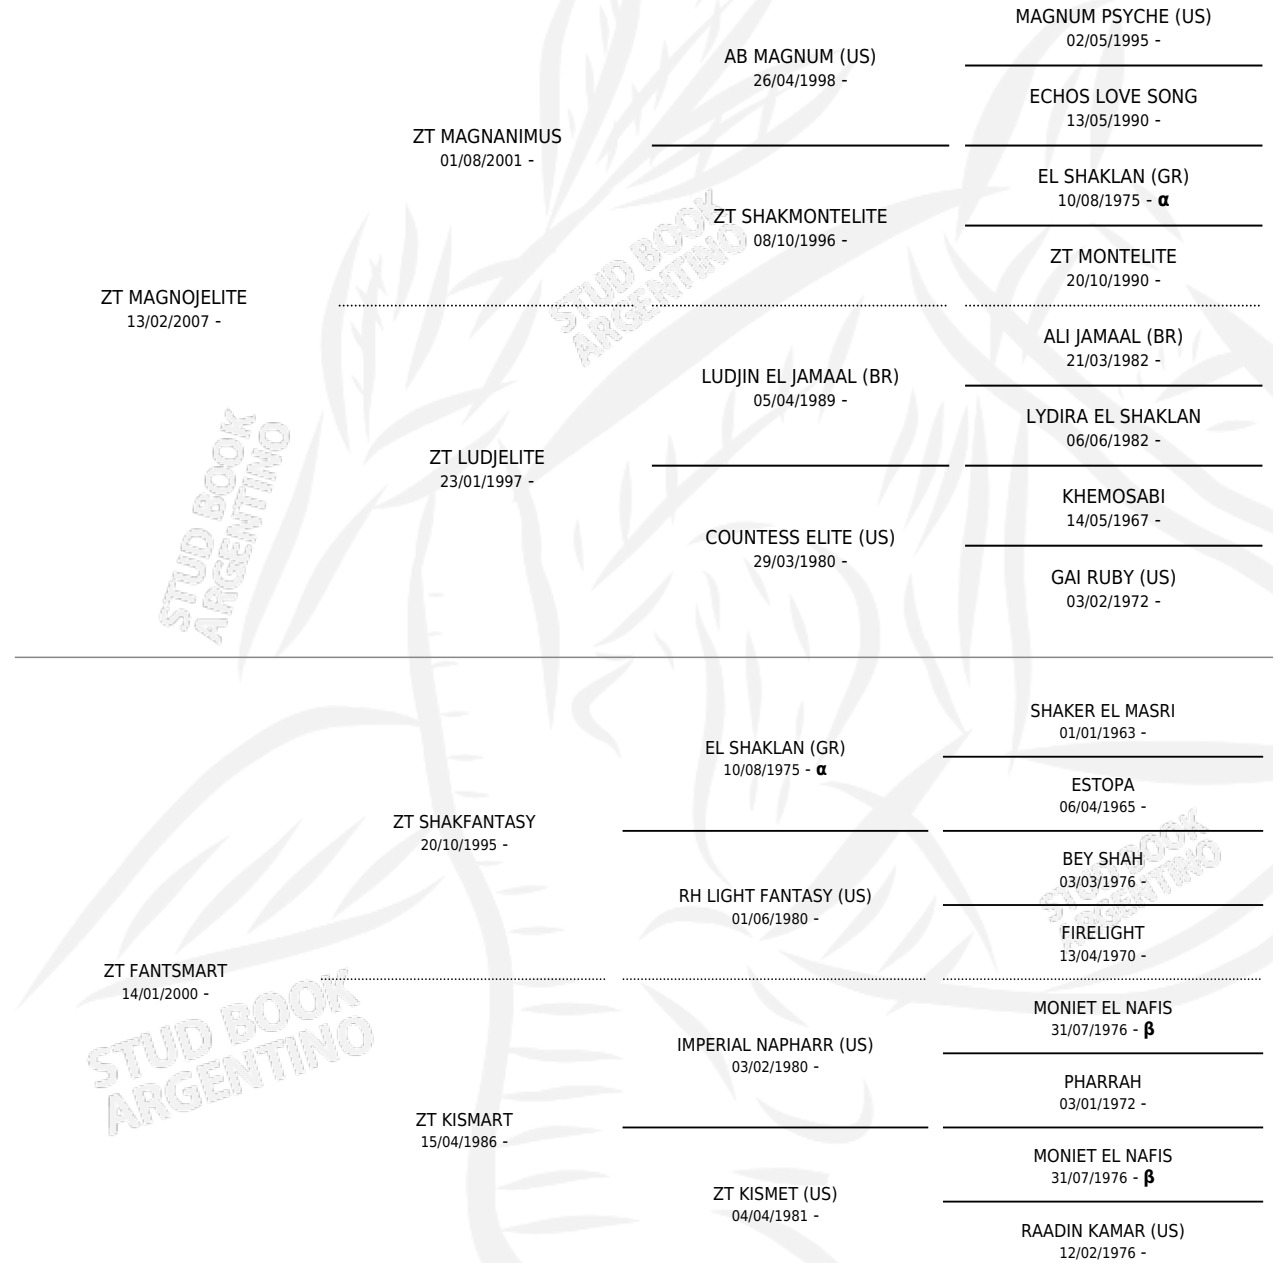 MAGNUM PSYCHE (US)
02/05/1995 -
AB MAGNUM (US)
26/04/1998 -
ECHOS LOVE SONG
13/05/1990 -
ZT MAGNANIMUS
01/08/2001 -
EL SHAKLAN (GR)
10/08/1975 - α
ZT SHAKMONTELITE
08/10/1996 -
ZT MONTELITE
20/10/1990 -
ZT MAGNOJELITE
13/02/2007 -
ALI JAMAAL (BR)
21/03/1982 -
LUDJIN EL JAMAAL (BR)
05/04/1989 -
LYDIRA EL SHAKLAN
06/06/1982 -
ZT LUDJELITE
23/01/1997 -
KHEMOSABI
14/05/1967 -
COUNTESS ELITE (US)
29/03/1980 -
GAI RUBY (US)
03/02/1972 -
SHAKER EL MASRI
01/01/1963 -
EL SHAKLAN (GR)
10/08/1975 - α
ESTOPA
06/04/1965 -
ZT SHAKFANTASY
20/10/1995 -
BEY SHAH
03/03/1976 -
RH LIGHT FANTASY (US)
01/06/1980 -
FIRELIGHT
13/04/1970 -
ZT FANTSMART
14/01/2000 -
MONIET EL NAFIS
31/07/1976 - β
IMPERIAL NAPHARR (US)
03/02/1980 -
PHARRAH
03/01/1972 -
ZT KISMART
15/04/1986 -
MONIET EL NAFIS
31/07/1976 - β
ZT KISMET (US)
04/04/1981 -
RAADIN KAMAR (US)
12/02/1976 -
STUD BOOK
ARGENTINO
STUD BOOK
ARGENTINO
STUD BOOK
ARGENTINO
STUD BOOK
ARGENTINO